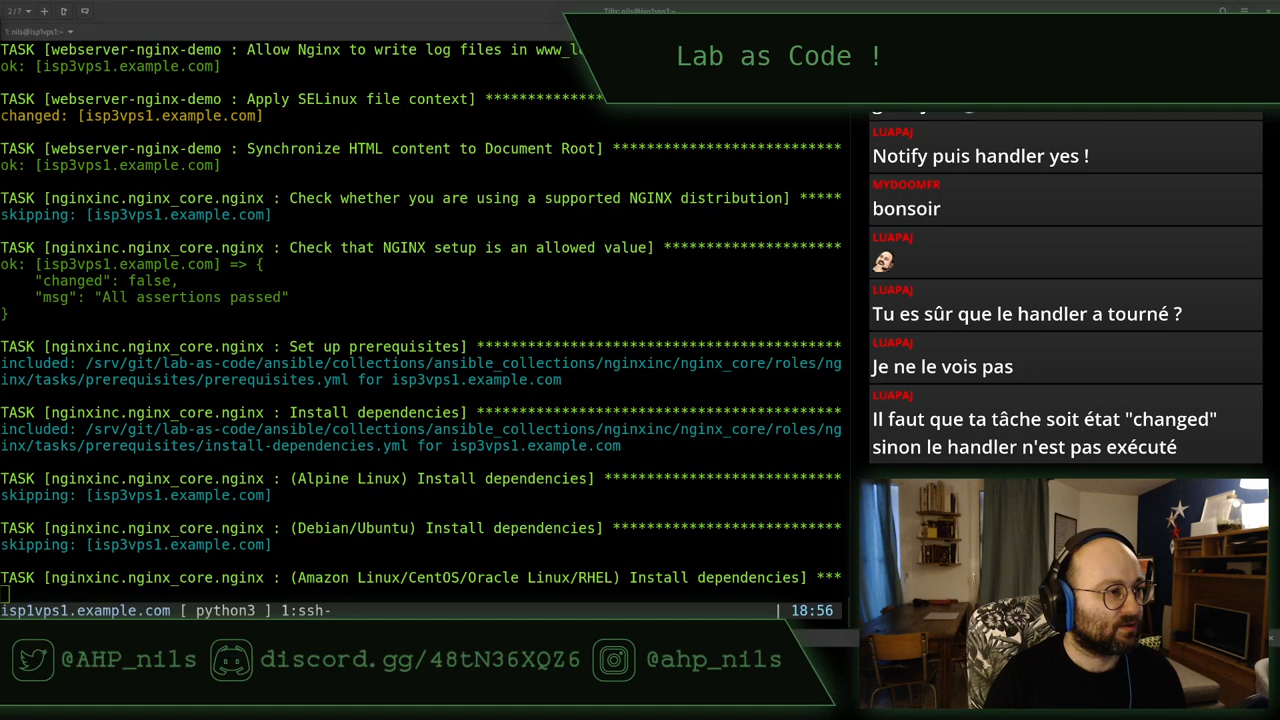 2/7
Tilix: nils@isp1vps1:~
1: nils@isp1vps1:~
TASK [webserver-nginx-demo : Allow Nginx to write log files in www_l
ok: [isp3vps1.example.com]
TASK [webserver-nginx-demo : Apply SELinux file context] **************
changed: [isp3vps1.example.com]
TASK [webserver-nginx-demo : Synchronize HTML content to Document Root] *****************************
ok: [isp3vps1.example.com]
TASK [nginxinc.nginx_core.nginx : Check whether you are using a supported NGINX distribution] *****
skipping: [isp3vps1.example.com]
TASK [nginxinc.nginx_core.nginx : Check that NGINX setup is an allowed value] **********************
ok: [isp3vps1.example.com] => {
    "changed": false,
    "msg": "All assertions passed"
}
TASK [nginxinc.nginx_core.nginx : Set up prerequisites] *********************************************
included: /srv/git/lab-as-code/ansible/collections/ansible_collections/nginxinc/nginx_core/roles/ng
inx/tasks/prerequisites/prerequisites.yml for isp3vps1.example.com
TASK [nginxinc.nginx_core.nginx : Install dependencies] *********************************************
included: /srv/git/lab-as-code/ansible/collections/ansible_collections/nginxinc/nginx_core/roles/ng
inx/tasks/prerequisites/install-dependencies.yml for isp3vps1.example.com
TASK [nginxinc.nginx_core.nginx : (Alpine Linux) Install dependencies] ******************************
skipping: [isp3vps1.example.com]
TASK [nginxinc.nginx_core.nginx : (Debian/Ubuntu) Install dependencies] *****************************
skipping: [isp3vps1.example.com]
TASK [nginxinc.nginx_core.nginx : (Amazon Linux/CentOS/Oracle Linux/RHEL) Install dependencies] ***
isp1vps1.example.com [ python3 ] 1:ssh- | 18:56
Lab as Code !
LUAPAJ
Notify puis handler yes !
MYDOOMFR
bonsoir
LUAPAJ
LUAPAJ
Tu es sûr que le handler a tourné ?
LUAPAJ
Je ne le vois pas
LUAPAJ
Il faut que ta tâche soit état "changed"
sinon le handler n'est pas exécuté
@AHP_nils discord.gg/48tN36XQZ6 @ahp_nils